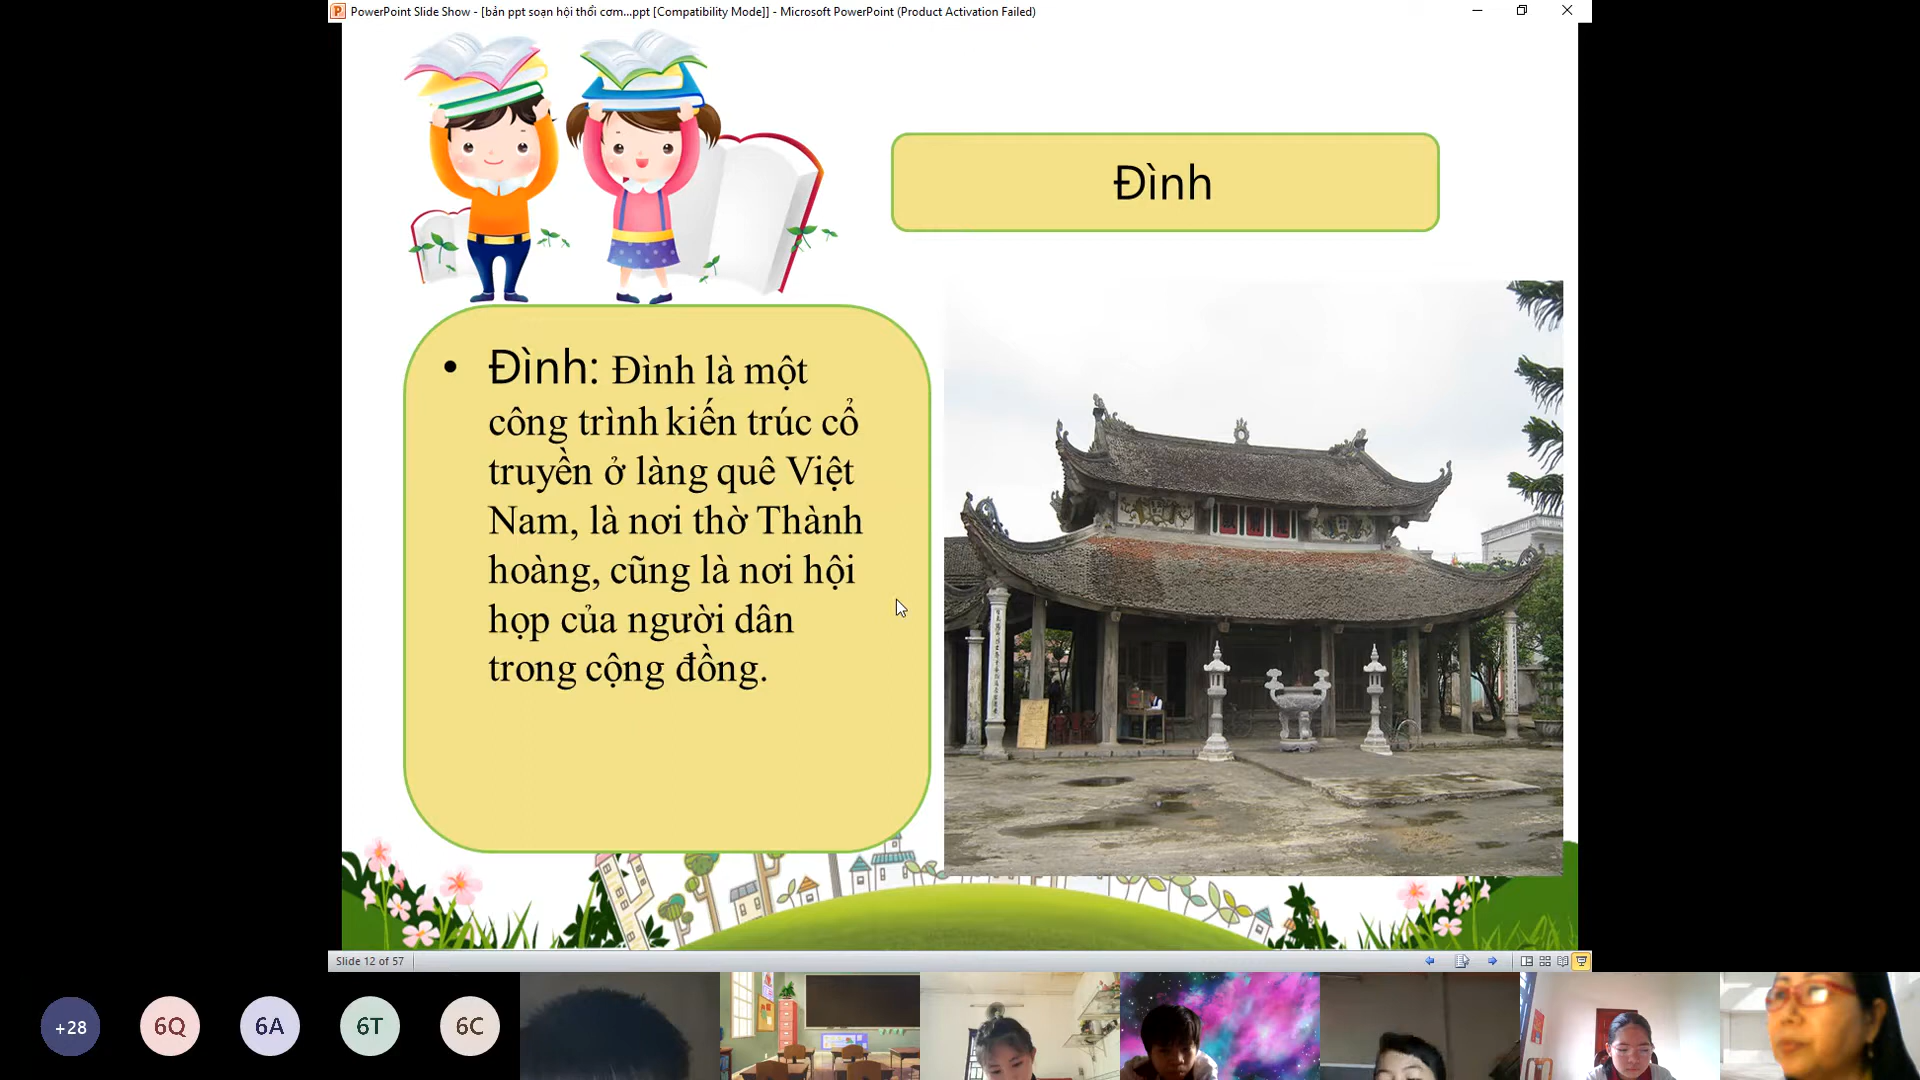 PowerPoint Slide Show - [bản ppt soạn hội thổi cơm...ppt [Compatibility Mode]] - Microsoft PowerPoint (Product Activation Failed)
Đình
• Đình: Đình là một
công trình kiến trúc cổ
truyền ở làng quê Việt
Nam, là nơi thờ Thành
hoàng, cũng là nơi hội
họp của người dân
trong cộng đồng.
Slide 12 of 57
+28
6Q
6A
6T
6C